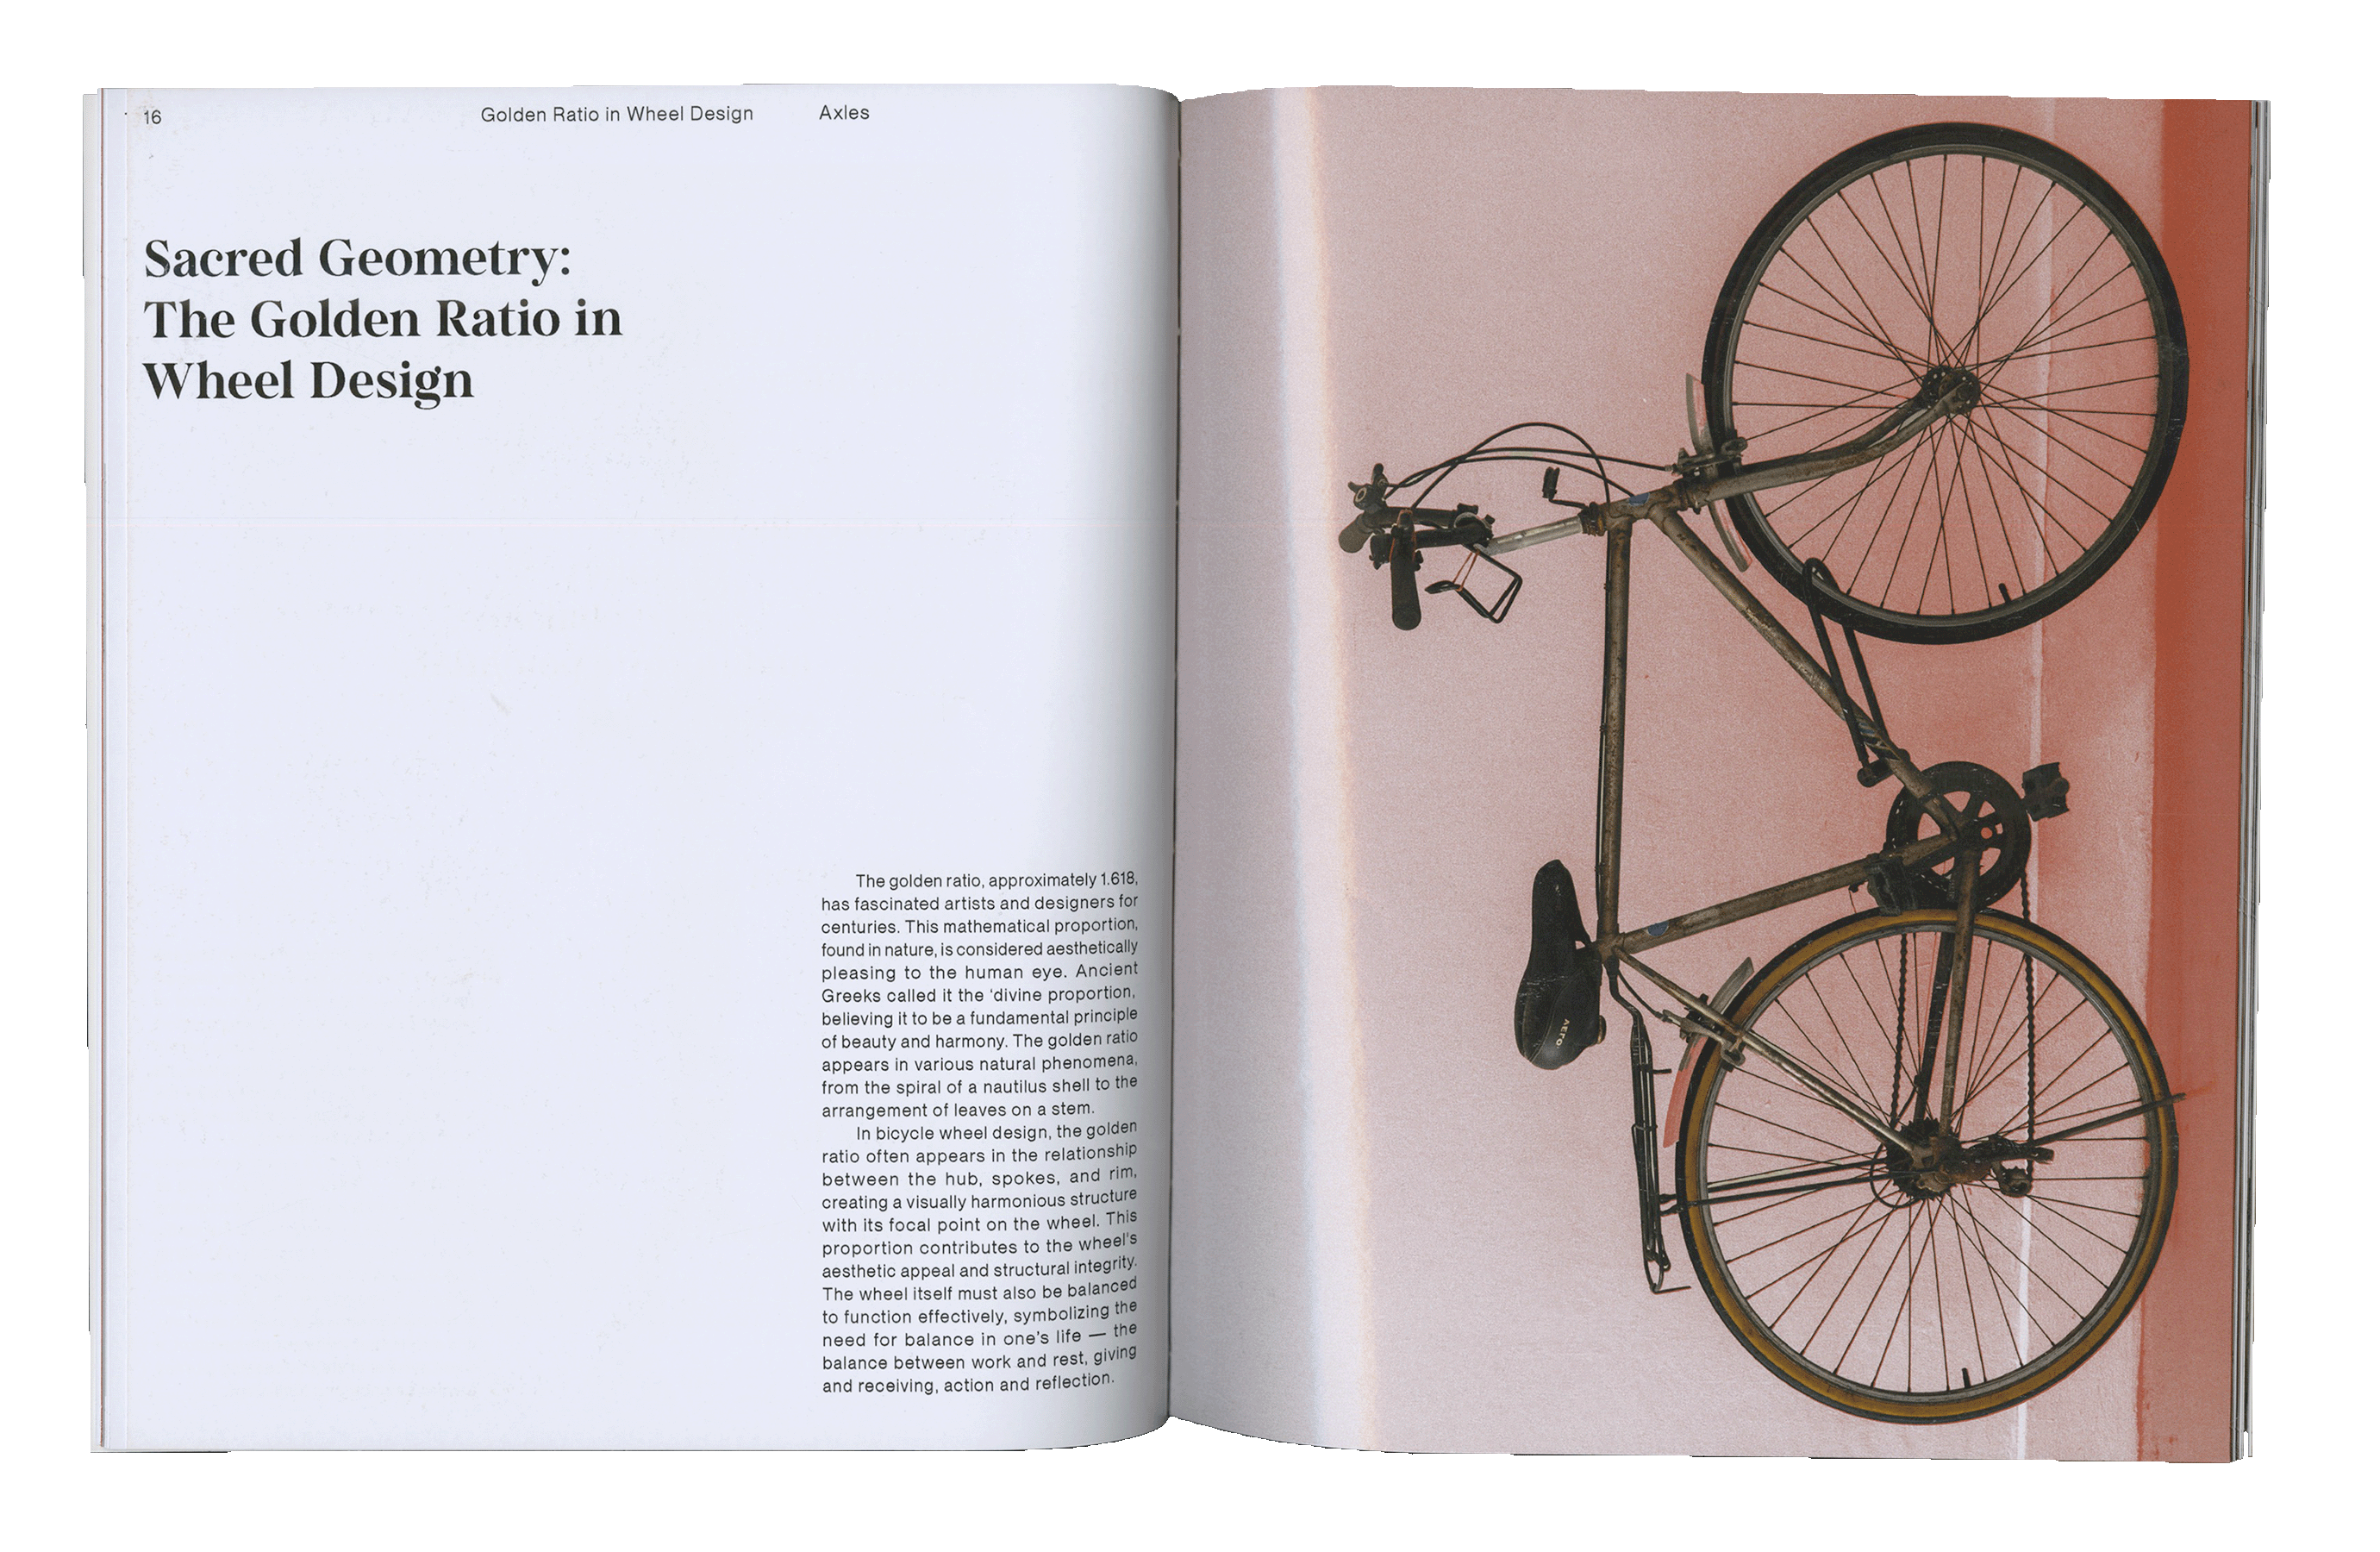 16
Golden Ratio in Wheel Design
Axles
Sacred Geometry:
The Golden Ratio in
Wheel Design
The golden ratio, approximately 1.618,
has fascinated artists and designers for
centuries. This mathematical proportion,
found in nature, is considered aesthetically
pleasing to the human eye. Ancient
Greeks called it the ‘divine proportion,
believing it to be a fundamental principle
of beauty and harmony. The golden ratio
appears in various natural phenomena,
from the spiral of a nautilus shell to the
arrangement of leaves on a stem.
In bicycle wheel design, the golden
ratio often appears in the relationship
between the hub, spokes, and rim,
creating a visually harmonious structure
with its focal point on the wheel. This
proportion contributes to the wheel's
aesthetic appeal and structural integrity.
The wheel itself must also be balanced
to function effectively, symbolizing the
need for balance in one's life — the
balance between work and rest, giving
and receiving, action and reflection.
AERO